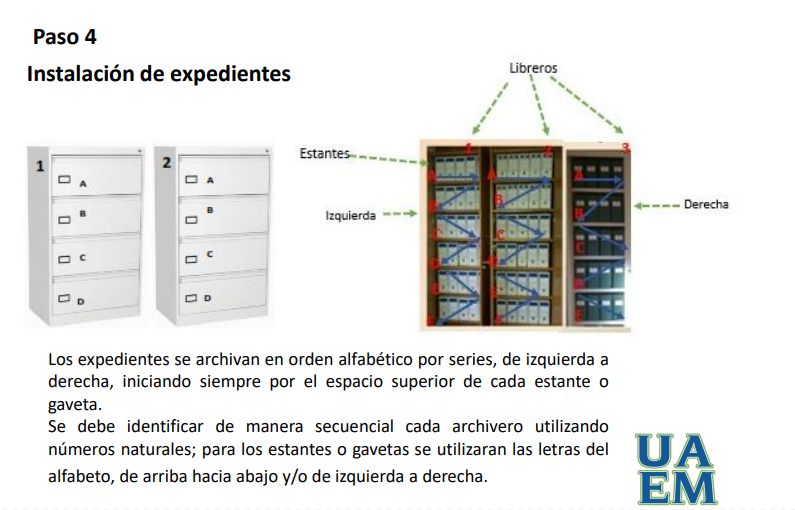 Paso 4
Instalación de expedientes
Libreros
Estantes
Izquierda
Derecha
1
A
B
C
D
2
A
B
C
D
1
2
3
A
C
D
E
A
B
C
E
A
B
C
E
Los expedientes se archivan en orden alfabético por series, de izquierda a
derecha, iniciando siempre por el espacio superior de cada estante o
gaveta.
Se debe identificar de manera secuencial cada archivero utilizando
números naturales; para los estantes o gavetas se utilizaran las letras del
alfabeto, de arriba hacia abajo y/o de izquierda a derecha.
UA
EM